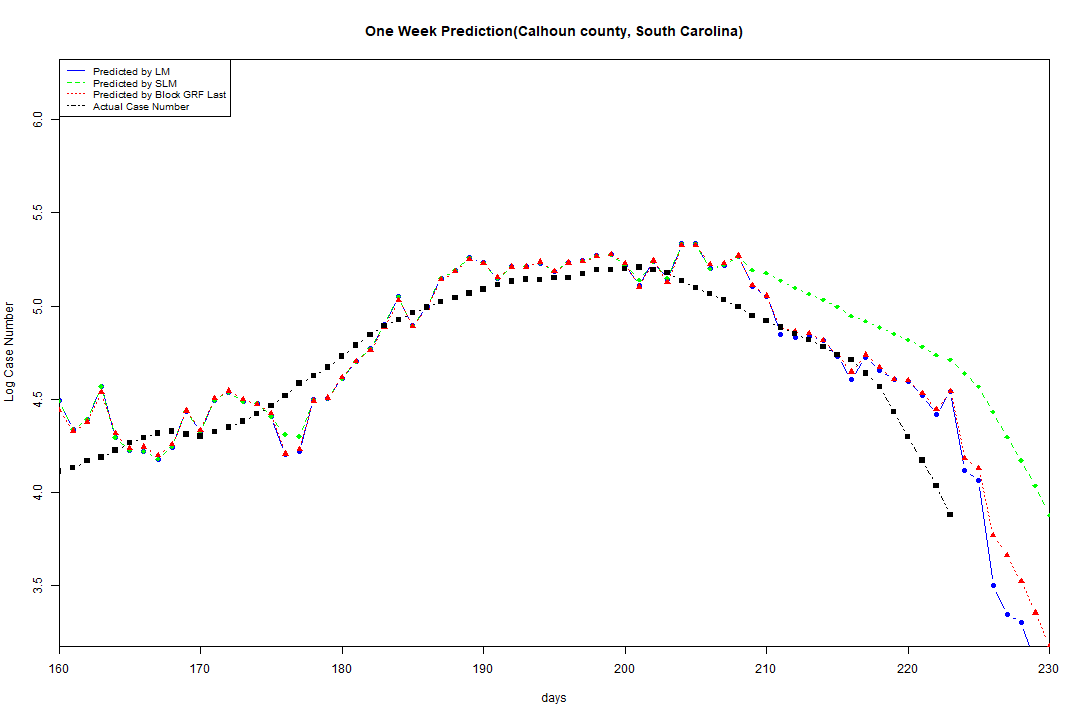 One Week Prediction(Calhoun county, South Carolina)
Predicted by LM
Predicted by SLM
Predicted by Block GRF Last
Actual Case Number
6.0
5.5
5.0
4.5
4.0
3.5
Log Case Number
160 170 180 190 200 210 220 230
days